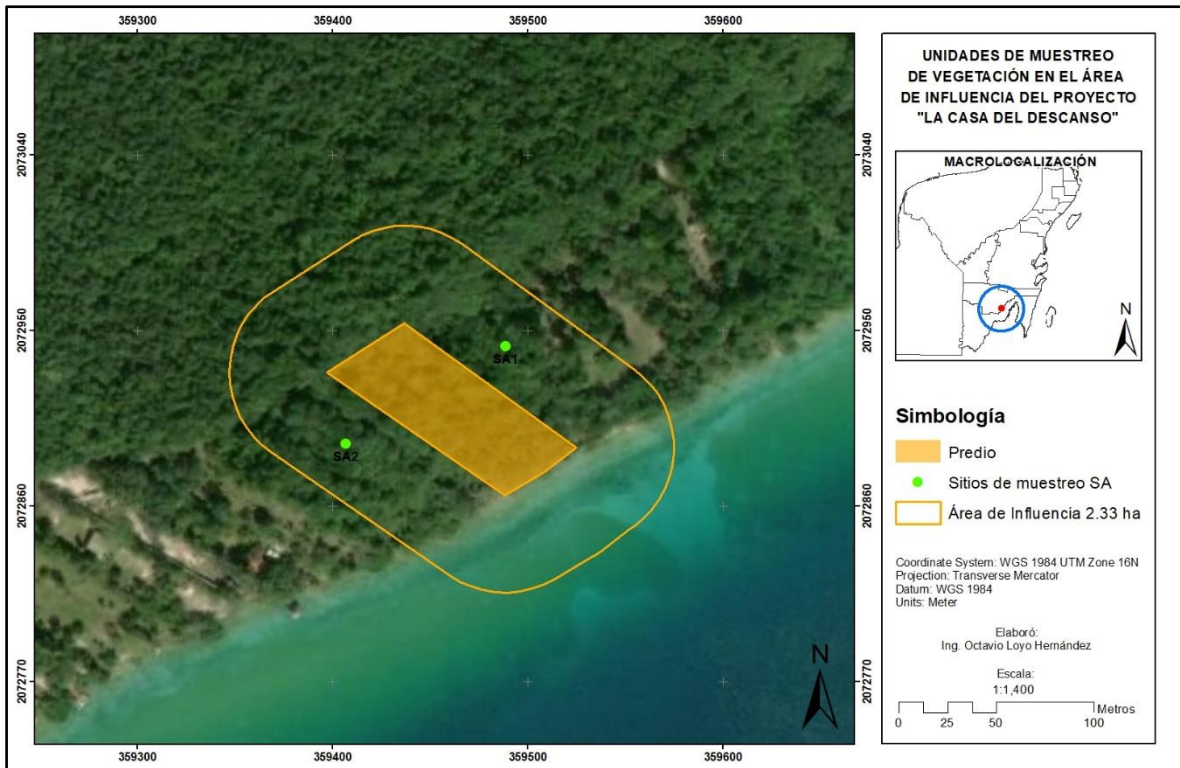 359300 359400 359500 359600
2073040 2073040
SA1
2072950 2072950
SA2
2072860 2072860
2072770 2072770
N
359300 359400 359500 359600
UNIDADES DE MUESTREO
DE VEGETACIÓN EN EL ÁREA
DE INFLUENCIA DEL PROYECTO
"LA CASA DEL DESCANSO"
MACROLOCALIZACIÓN
N
Simbología
Predio
Sitios de muestreo SA
Área de Influencia 2.33 ha
Coordinate System: WGS 1984 UTM Zone 16N
Projection: Transverse Mercator
Datum: WGS 1984
Units: Meter
Elaboró:
Ing. Octavio Loyo Hernández
Escala:
1:1,400
Metros
0 25 50 100